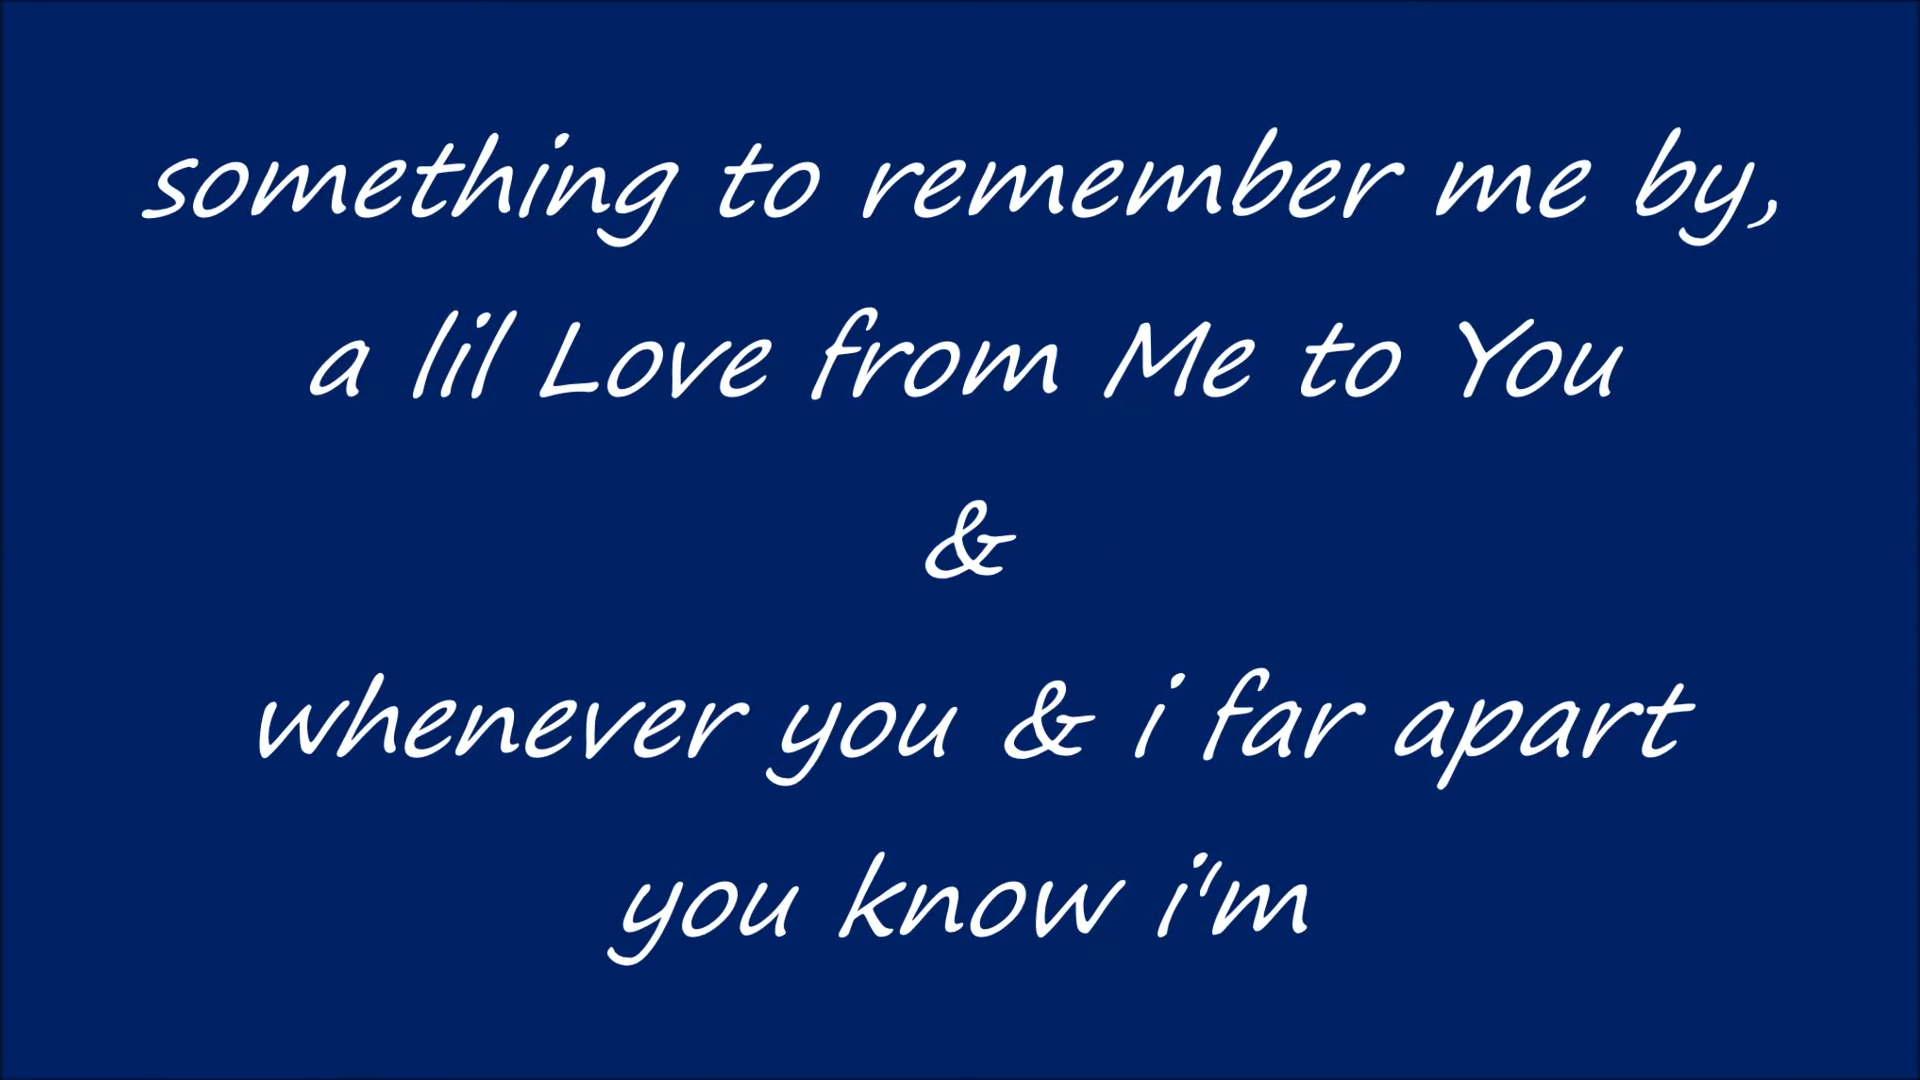 something to remember me by,
a lil Love from Me to You
&
whenever you & i far apart
you know i'm